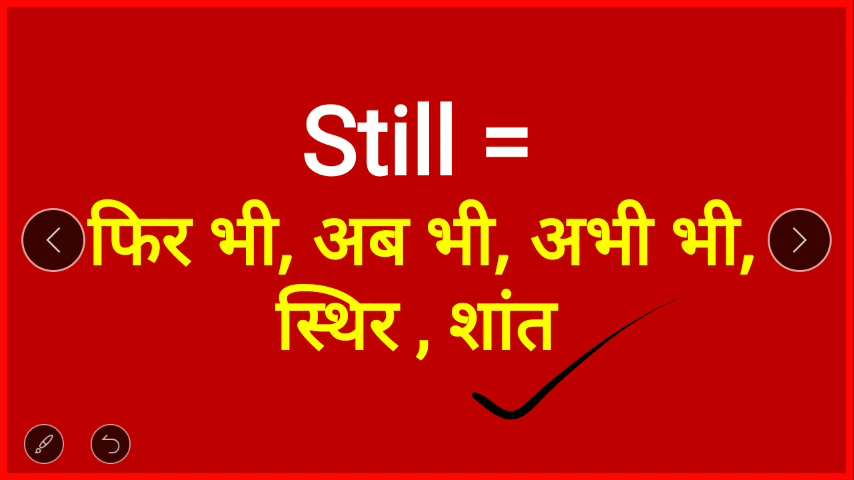 Still =
फिर भी, अब भी, अभी भी,
स्थिर , शांत